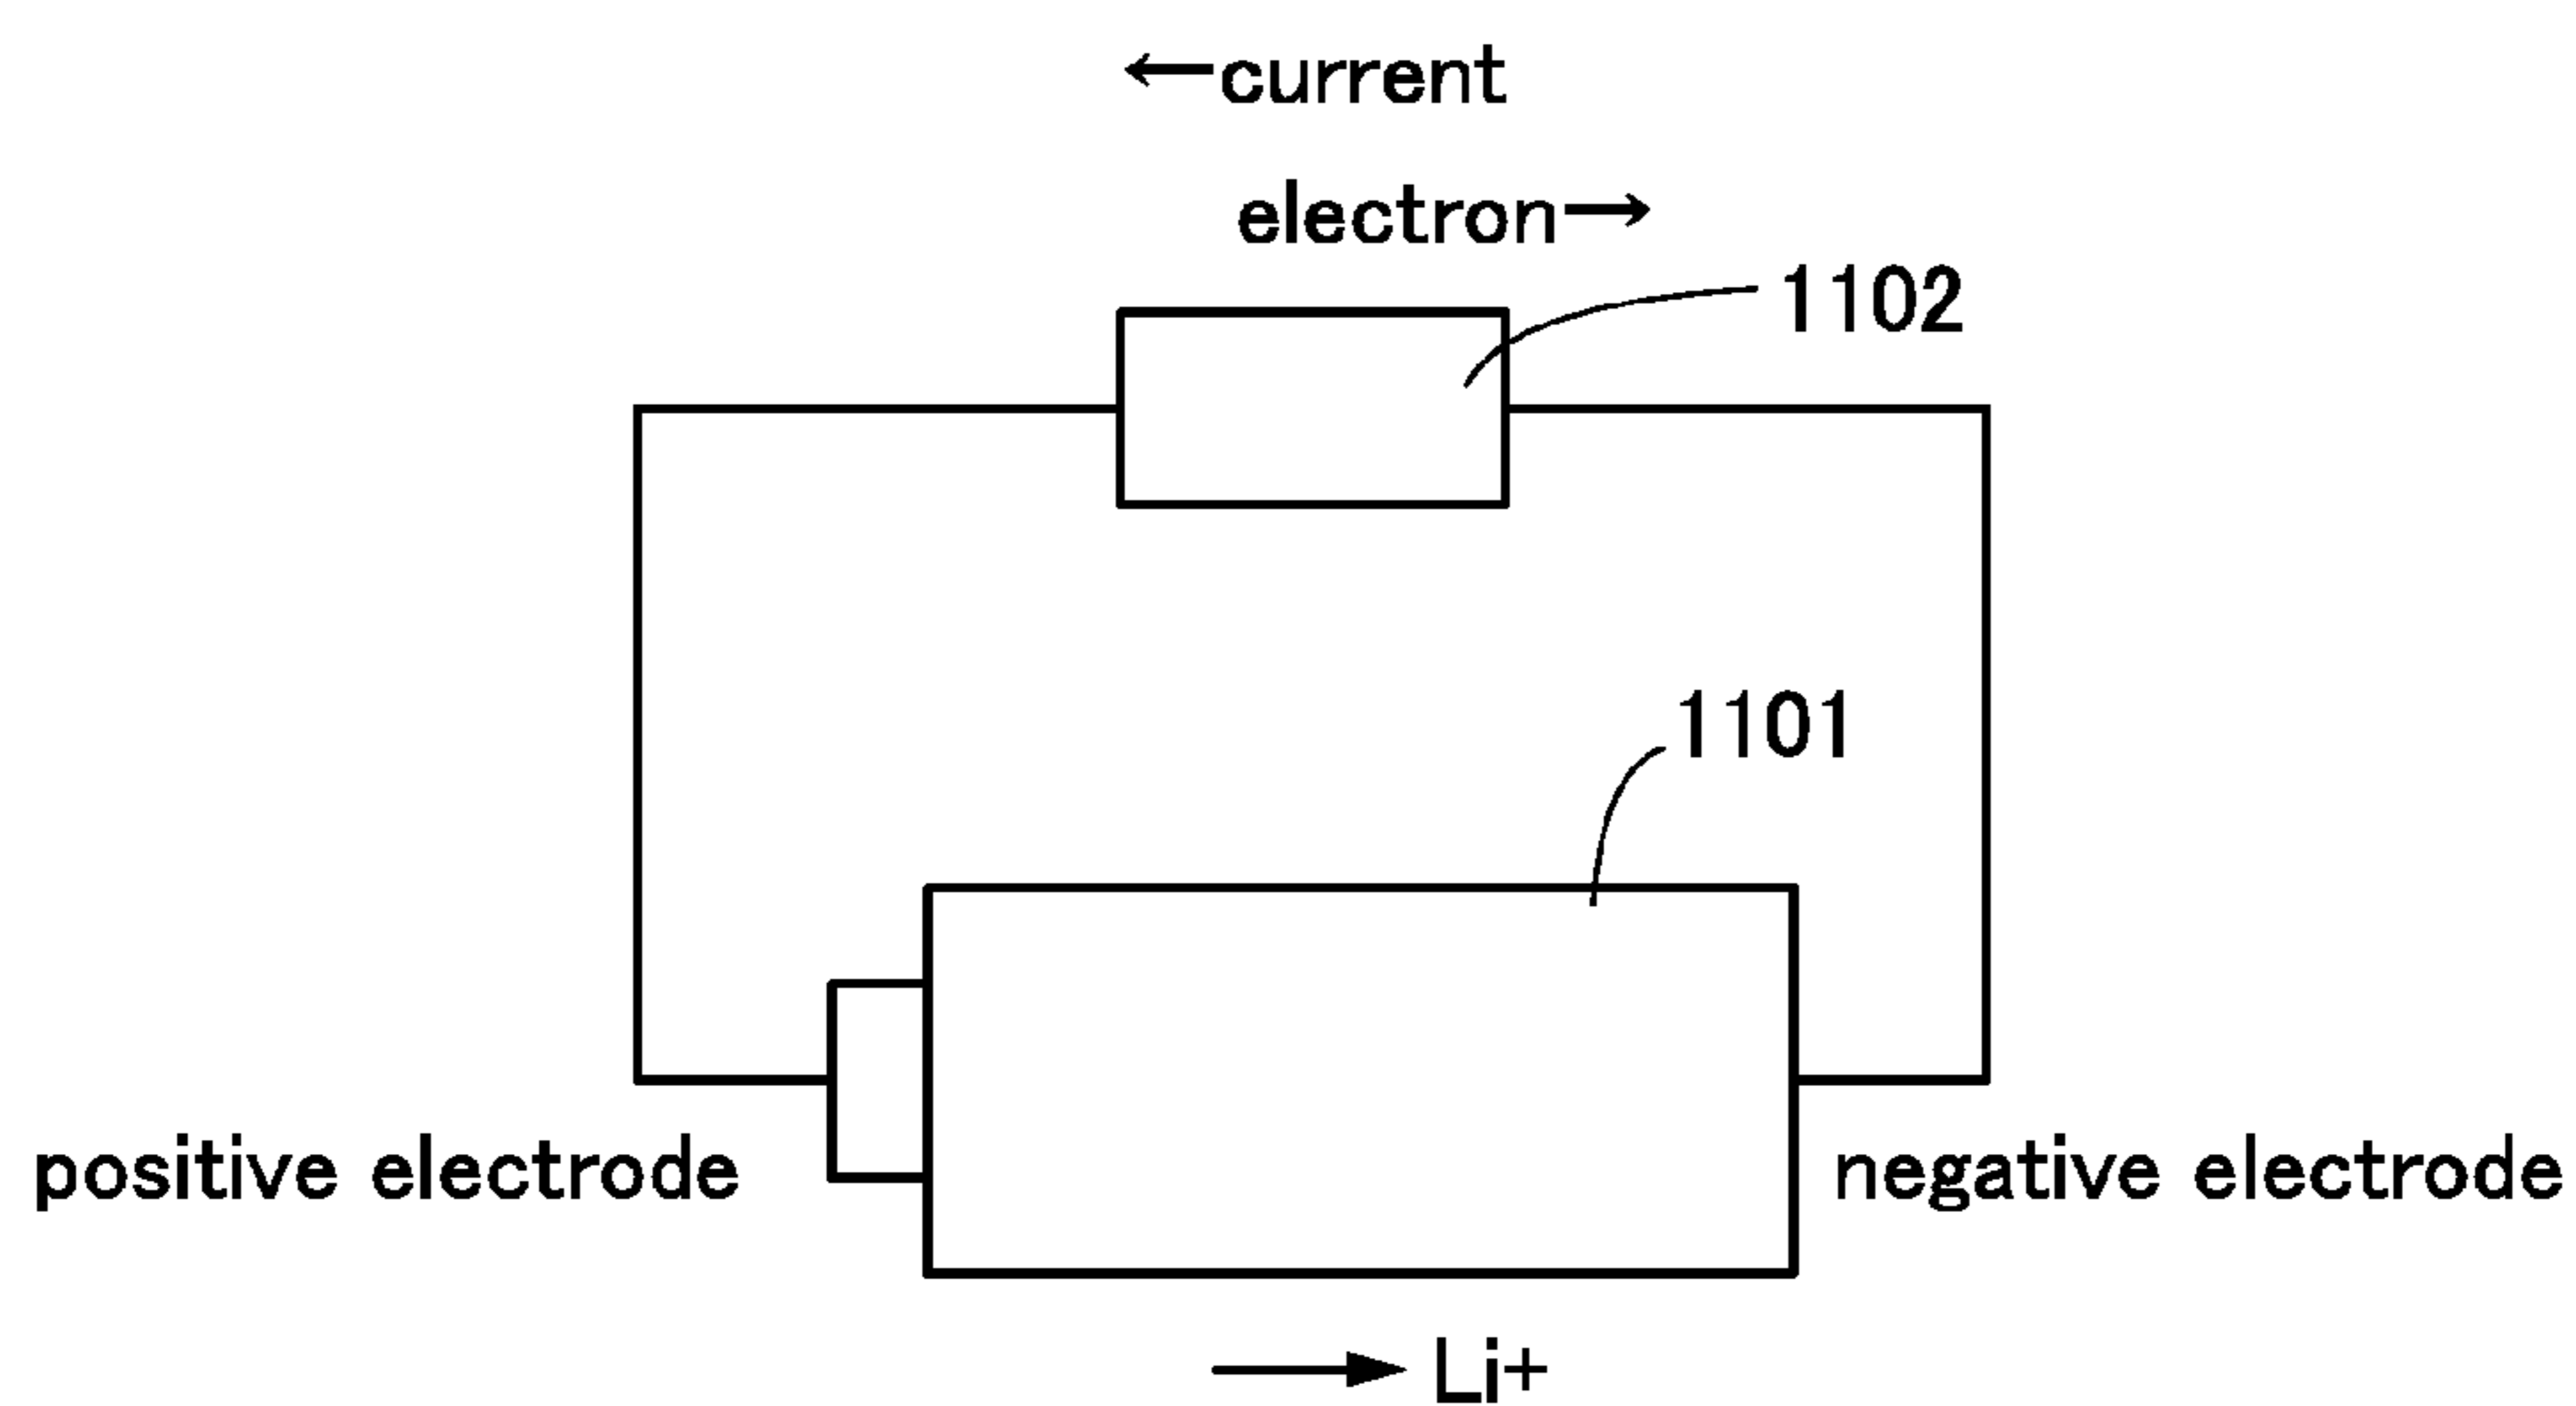 ←current
electron→
1102
1101
positive electrode
negative electrode
→ Li+